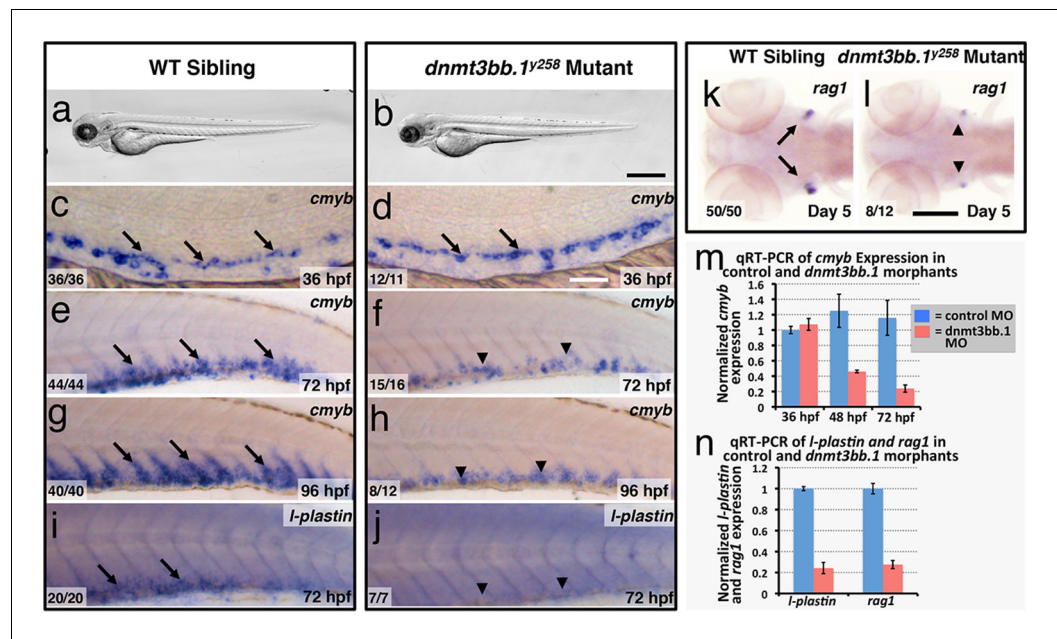 WT Sibling
dnmt3bb.1y258 Mutant
a
b
c
cmyb
36/36
36 hpf
d
cmyb
12/11
36 hpf
e
cmyb
44/44
72 hpf
f
cmyb
15/16
72 hpf
g
cmyb
40/40
96 hpf
h
cmyb
8/12
96 hpf
i
l-plastin
20/20
72 hpf
j
l-plastin
7/7
72 hpf
WT Sibling
dnmt3bb.1y258 Mutant
k
rag1
50/50
Day 5
l
rag1
8/12
Day 5
m
qRT-PCR of cmyb Expression in
control and dnmt3bb.1 morphants
Normalized cmyb
expression
1.6
1.4
1.2
1
0.8
0.6
0.4
0.2
0
36 hpf
48 hpf
72 hpf
= control MO
= dnmt3bb.1
MO
n
qRT-PCR of l-plastin and rag1 in
control and dnmt3bb.1 morphants
Normalized l-plastin
and rag1 expression
1.2
1
0.8
0.6
0.4
0.2
0
l-plastin
rag1